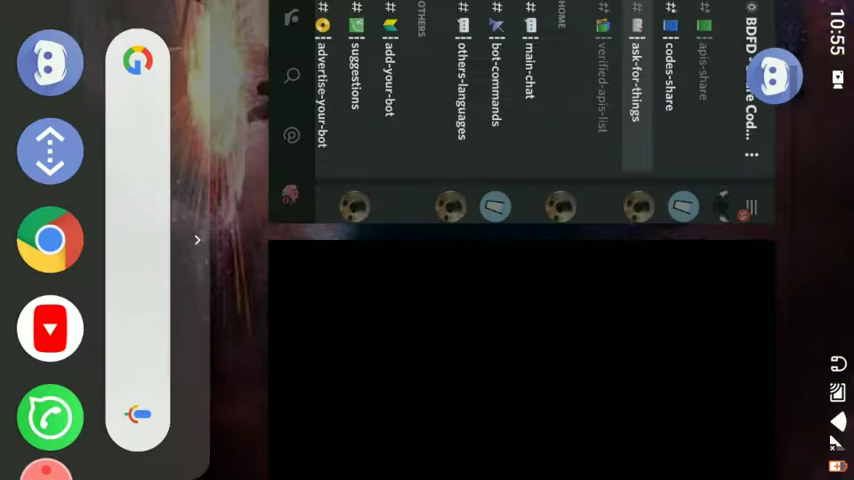 10:55
BDFD - 
apis-share
codes-share
ask-for-things
verified-apis-list
HOME
main-chat
bot-commands
others-languages
OTHERS
add-your-bot
suggestions
advertise-your-bot